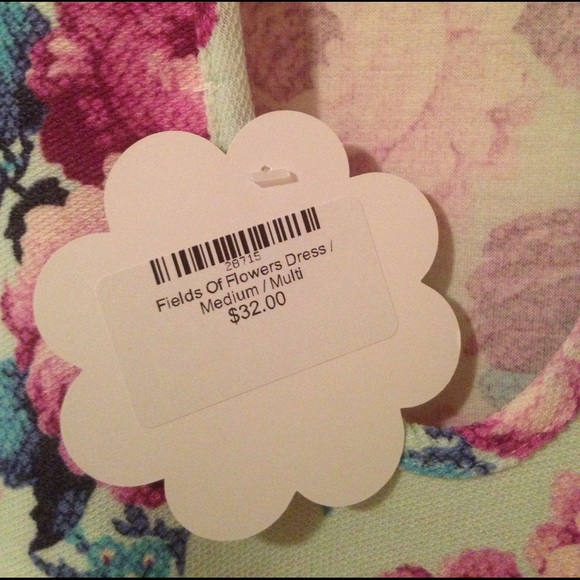 28715
Fields Of Flowers Dress /
Medium / Multi
$32.00